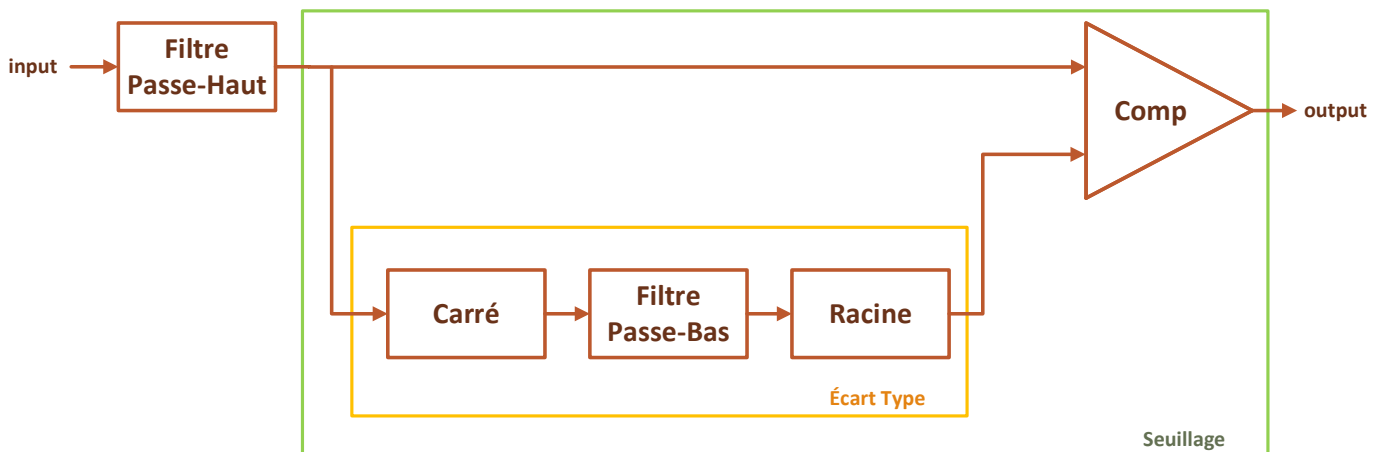 input
Filtre
Passe-Haut
Comp
output
Carré
Filtre
Passe-Bas
Racine
Écart Type
Seuillage